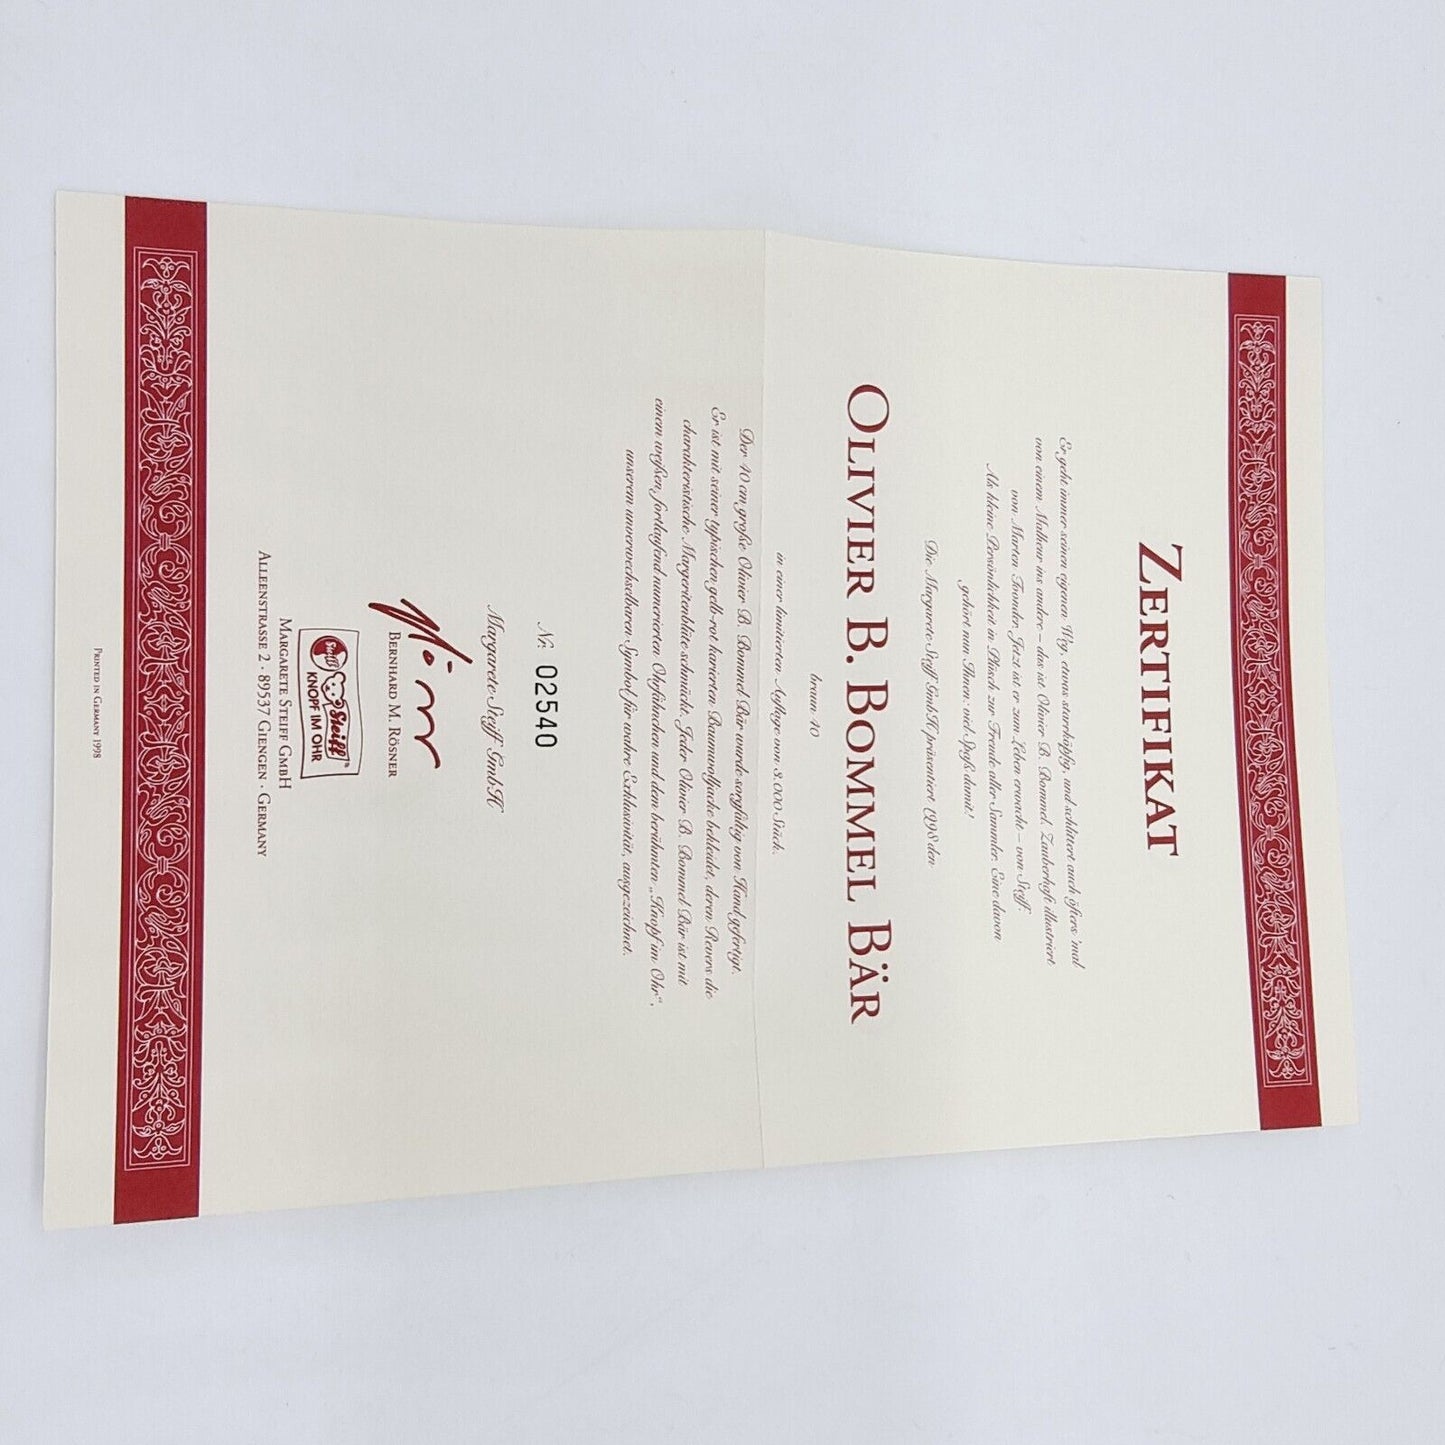 ZERTIFIKAT
Er geht immer seinen eigenen Weg, etwas starrköpfig, und schlittert auch öfters 'mal
von einem Malheur ins andere – das ist Olivier B. Bommel. Zauberhaft illustriert
von Marten Toonder. Jetzt ist er zum Leben erwacht – von Steiff.
Als kleine Persönlichkeit in Plüsch zur Freude aller Sammler. Eine davon
gehört nun Ihnen: viel Spaß damit!
Die Margarete Steiff GmbH präsentiert 1998 den
OLIVIER B. BOMMEL BÄR
braun 40
in einer limitierten Auflage von 3.000 Stück.
Der 40 cm große Olivier B. Bommel Bär wurde sorgfältig von Hand gefertigt.
Er ist mit seiner typischen gelb-rot karierten Baumwolljacke bekleidet, deren Revers die
charakteristische Margeritenblüte schmückt. Jeder Olivier B. Bommel Bär ist mit
einem weißen, fortlaufend numerierten Ohrfähnchen und dem berühmten „Knopf im Ohr“,
unserem unverwechselbaren Symbol für wahre Exklusivität, ausgezeichnet.
Nr. 02540
Margarete Steiff GmbH
BERNHARD M. RÖSNER
Steiff Steiff®
KNOPF IM OHR
MARGARETE STEIFF GMBH
ALLEENSTRASSE 2 · 89537 GIENGEN · GERMANY
PRINTED IN GERMANY 1998